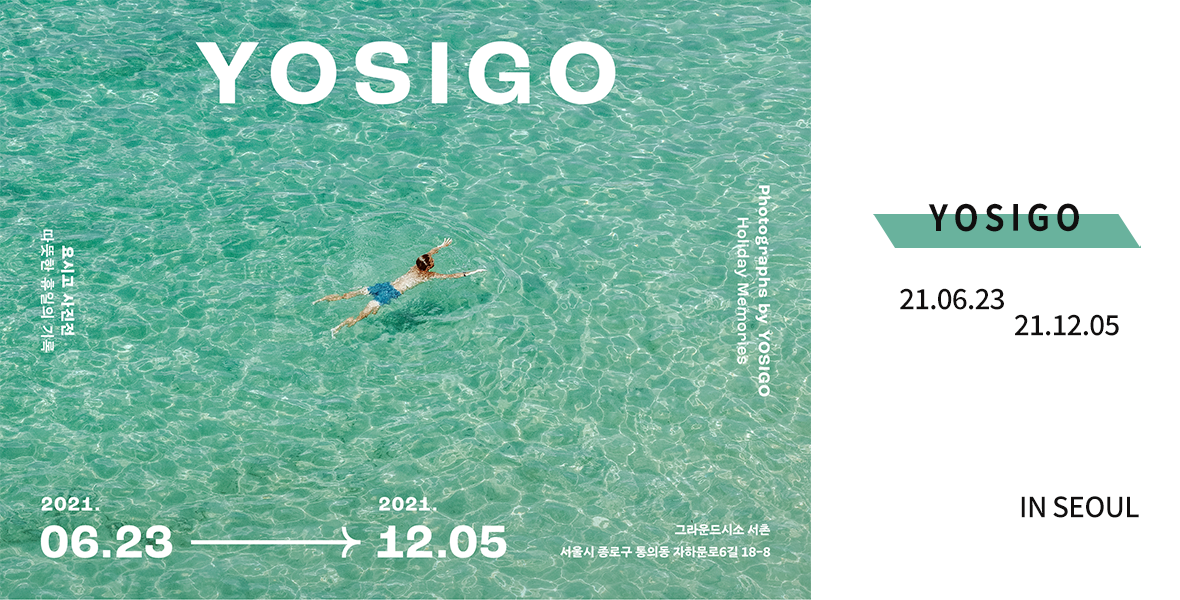 YOSIGO
요시고 사진전
따뜻한 휴일의 기록
Photographs by YOSIGO
Holiday Memories
2021.
06.23
2021.
12.05
그라운드시소 서촌
서울시 종로구 통의동 자하문로6길 18-8
YOSIGO
21.06.23
21.12.05
IN SEOUL